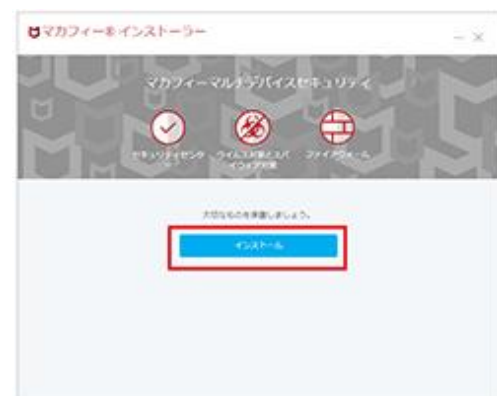 マカフィー® インストーラー
マカフィーマルチデバイスセキュリティ
セキュリティセンター
ウイルス対策とスパイウェア対策
ファイアウォール
大切なものを保護しましょう。
インストール